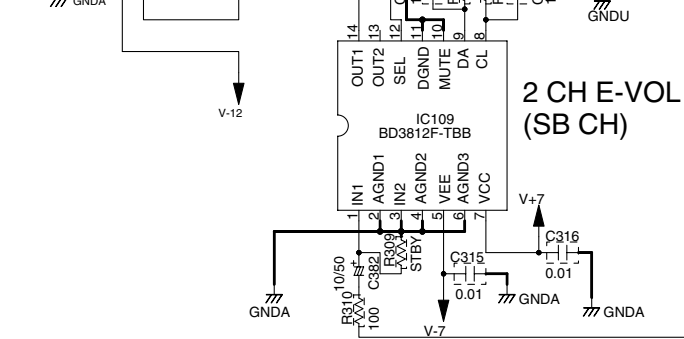 GNDA
GNDU
14
13
12
11
10
9
8
OUT1
OUT2
SEL
DGND
MUTE
DA
CL
V-12
2 CH E-VOL
(SB CH)
IC109
BD3812F-TBB
IN1
AGND1
IN2
AGND2
VEE
AGND3
VCC
1
2
3
4
5
6
7
V+7
C316
0.01
GNDA
C315
0.01
GNDA
V-7
R309
STBY
C382
10/50
+
R310
100
GNDA